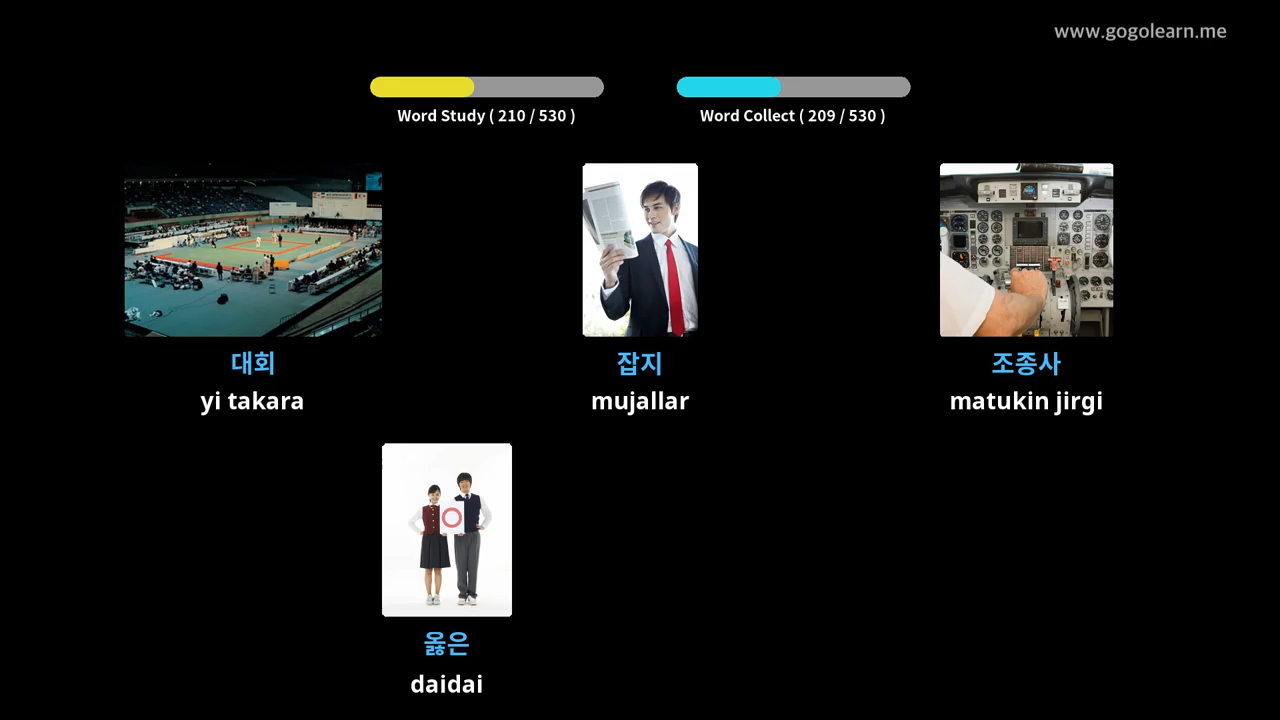 www.gogolearn.me
Word Study ( 210 / 530 )
Word Collect ( 209 / 530 )
대회
yi takara
잡지
mujallar
조종사
matukin jirgi
옳은
daidai